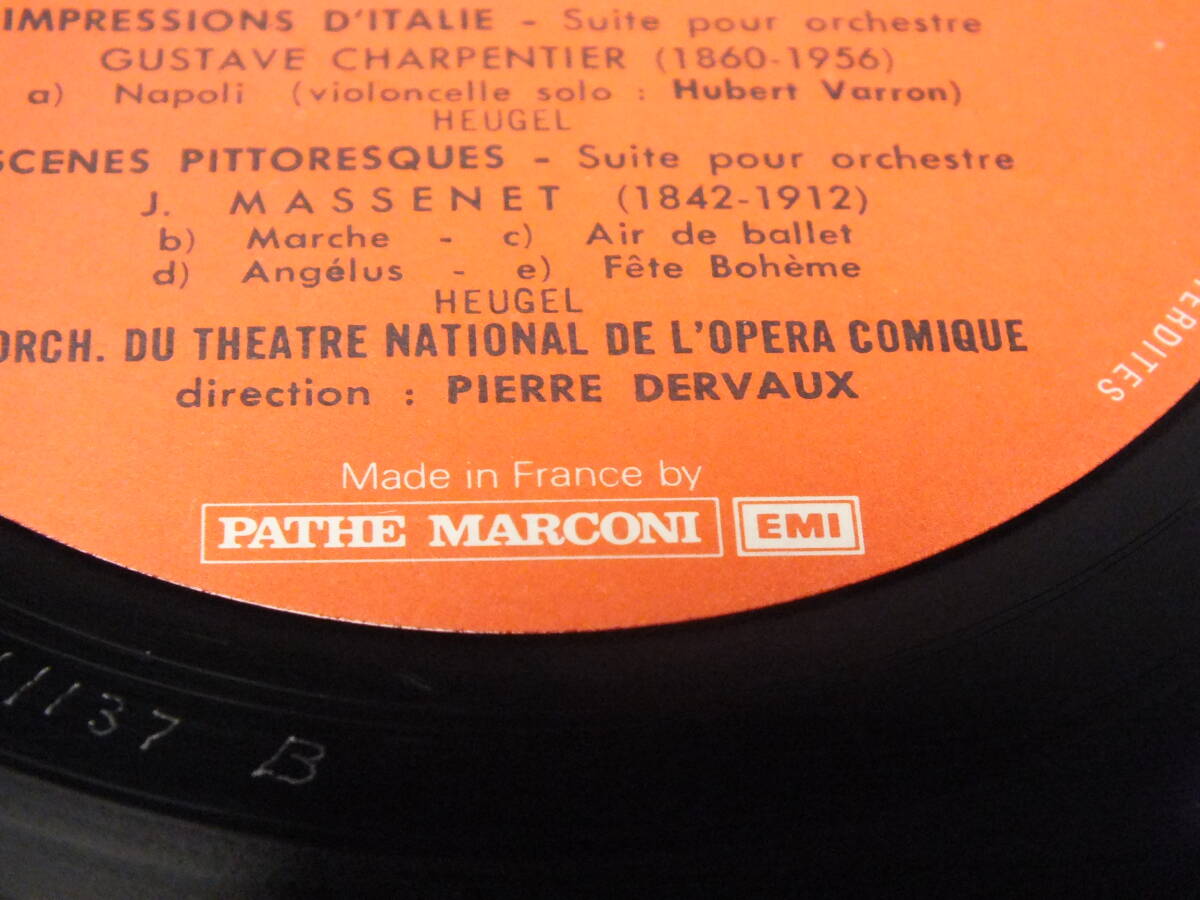 IMPRESSIONS D'ITALIE - Suite pour orchestre
GUSTAVE CHARPENTIER (1860-1956)
a) Napoli (violoncelle solo : Hubert Varron)
HEUGEL
SCENES PITTORESQUES - Suite pour orchestre
J. MASSENET (1842-1912)
b) Marche - c) Air de ballet
d) Angélus - e) Fête Bohème
HEUGEL
ORCH. DU THEATRE NATIONAL DE L'OPERA COMIQUE
direction : PIERRE DERVAUX
Made in France by
PATHE MARCONI EMI
1137 B